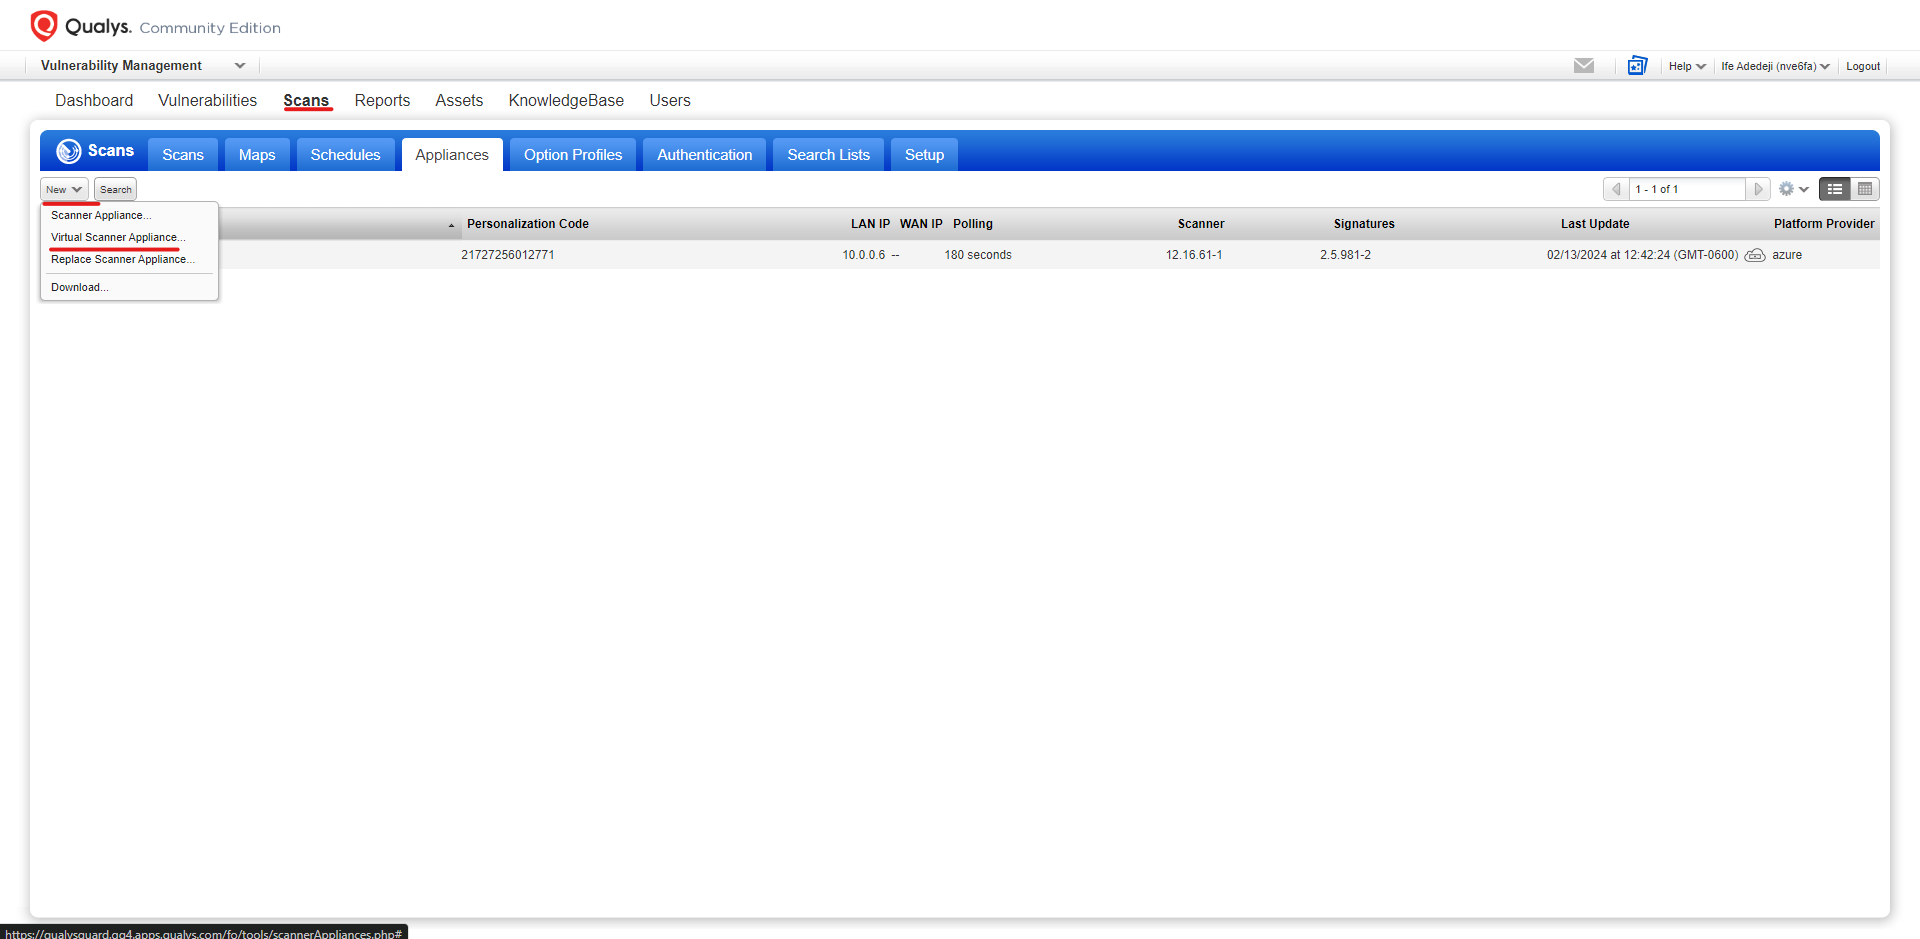 Qualys. Community Edition
Vulnerability Management
Help
Ife Adedeji (nve6fa)
Logout
Dashboard Vulnerabilities Scans Reports Assets KnowledgeBase Users
Scans
Scans Maps Schedules Appliances Option Profiles Authentication Search Lists Setup
New Search
1 - 1 of 1
Scanner Appliance...
Virtual Scanner Appliance...
Replace Scanner Appliance...
Download...
Personalization Code LAN IP WAN IP Polling Scanner Signatures Last Update Platform Provider
21727256012771 10.0.0.6 -- 180 seconds 12.16.61-1 2.5.981-2 02/13/2024 at 12:42:24 (GMT-0600) azure
https://qualysguard.qg4.apps.qualys.com/fo/tools/scannerAppliances.php#